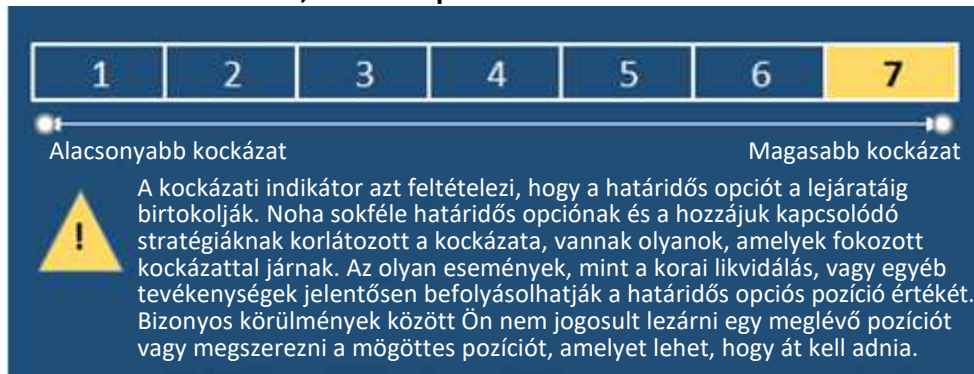 1 2 3 4 5 6 7
Alacsonyabb kockázat Magasabb kockázat
A kockázati indikátor azt feltételezi, hogy a határidős opciót a lejáratáig
birtokolják. Noha sokféle határidős opciónak és a hozzájuk kapcsolódó
stratégiáknak korlátozott a kockázata, vannak olyanok, amelyek fokozott
kockázattal járnak. Az olyan események, mint a korai likvidálás, vagy egyéb
tevékenységek jelentősen befolyásolhatják a határidős opciós pozíció értékét.
Bizonyos körülmények között Ön nem jogosult lezárni egy meglévő pozíciót
vagy megszerezni a mögöttes pozíciót, amelyet lehet, hogy át kell adnia.